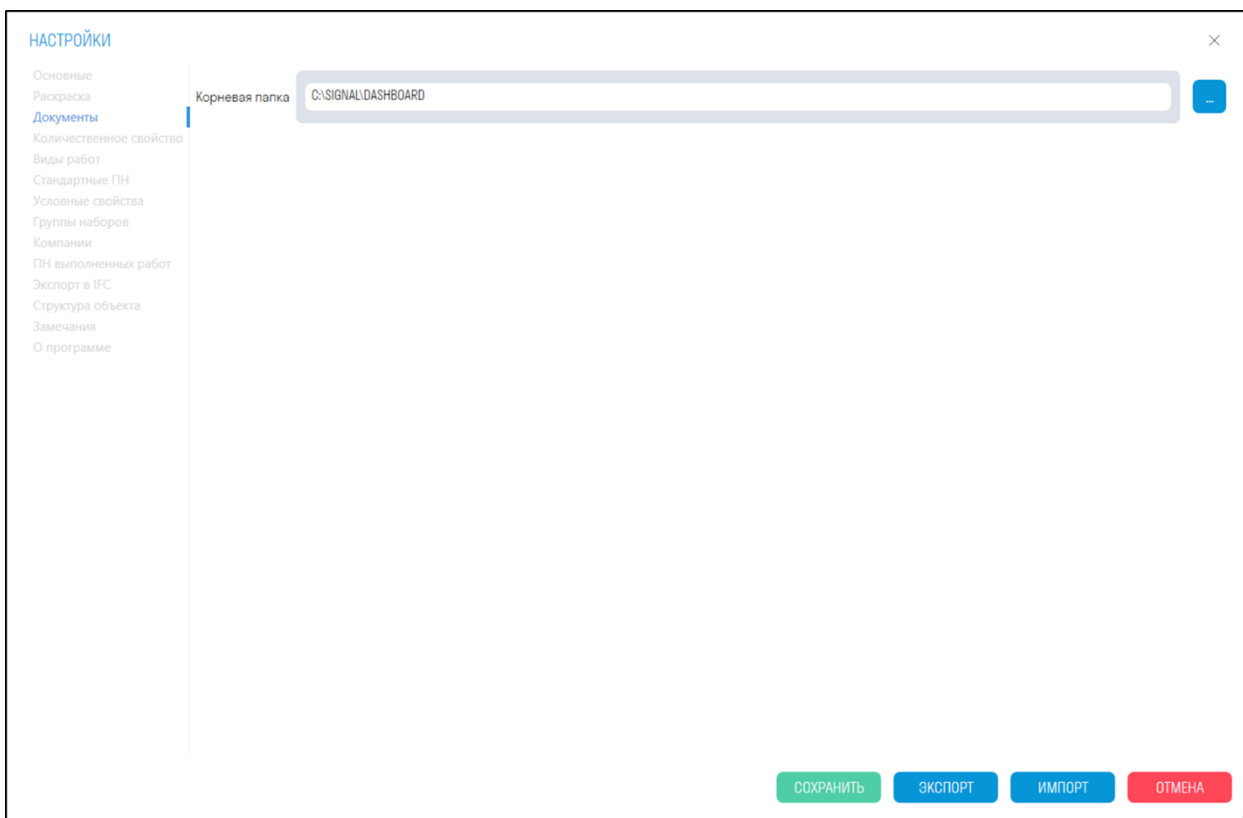 НАСТРОЙКИ
Основные
Раскраска
Документы
Количественное свойство
Виды работ
Стандартные ПН
Условные свойства
Группы наборов
Компании
ПН выполненных работ
Экспорт в IFC
Структура объекта
Замечания
О программе
Корневая папка C:\SIGNAL\DASHBOARD ...
СОХРАНИТЬ ЭКСПОРТ ИМПОРТ ОТМЕНА